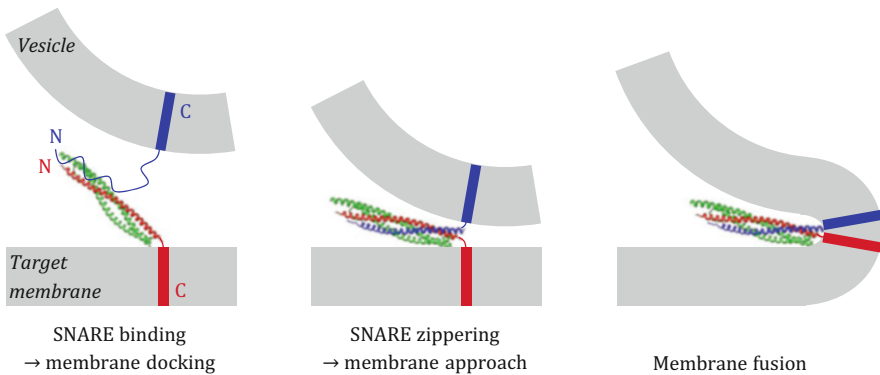 Vesicle
C
N
N
Target
membrane
C
SNARE binding
→ membrane docking
SNARE zippering
→ membrane approach
Membrane fusion